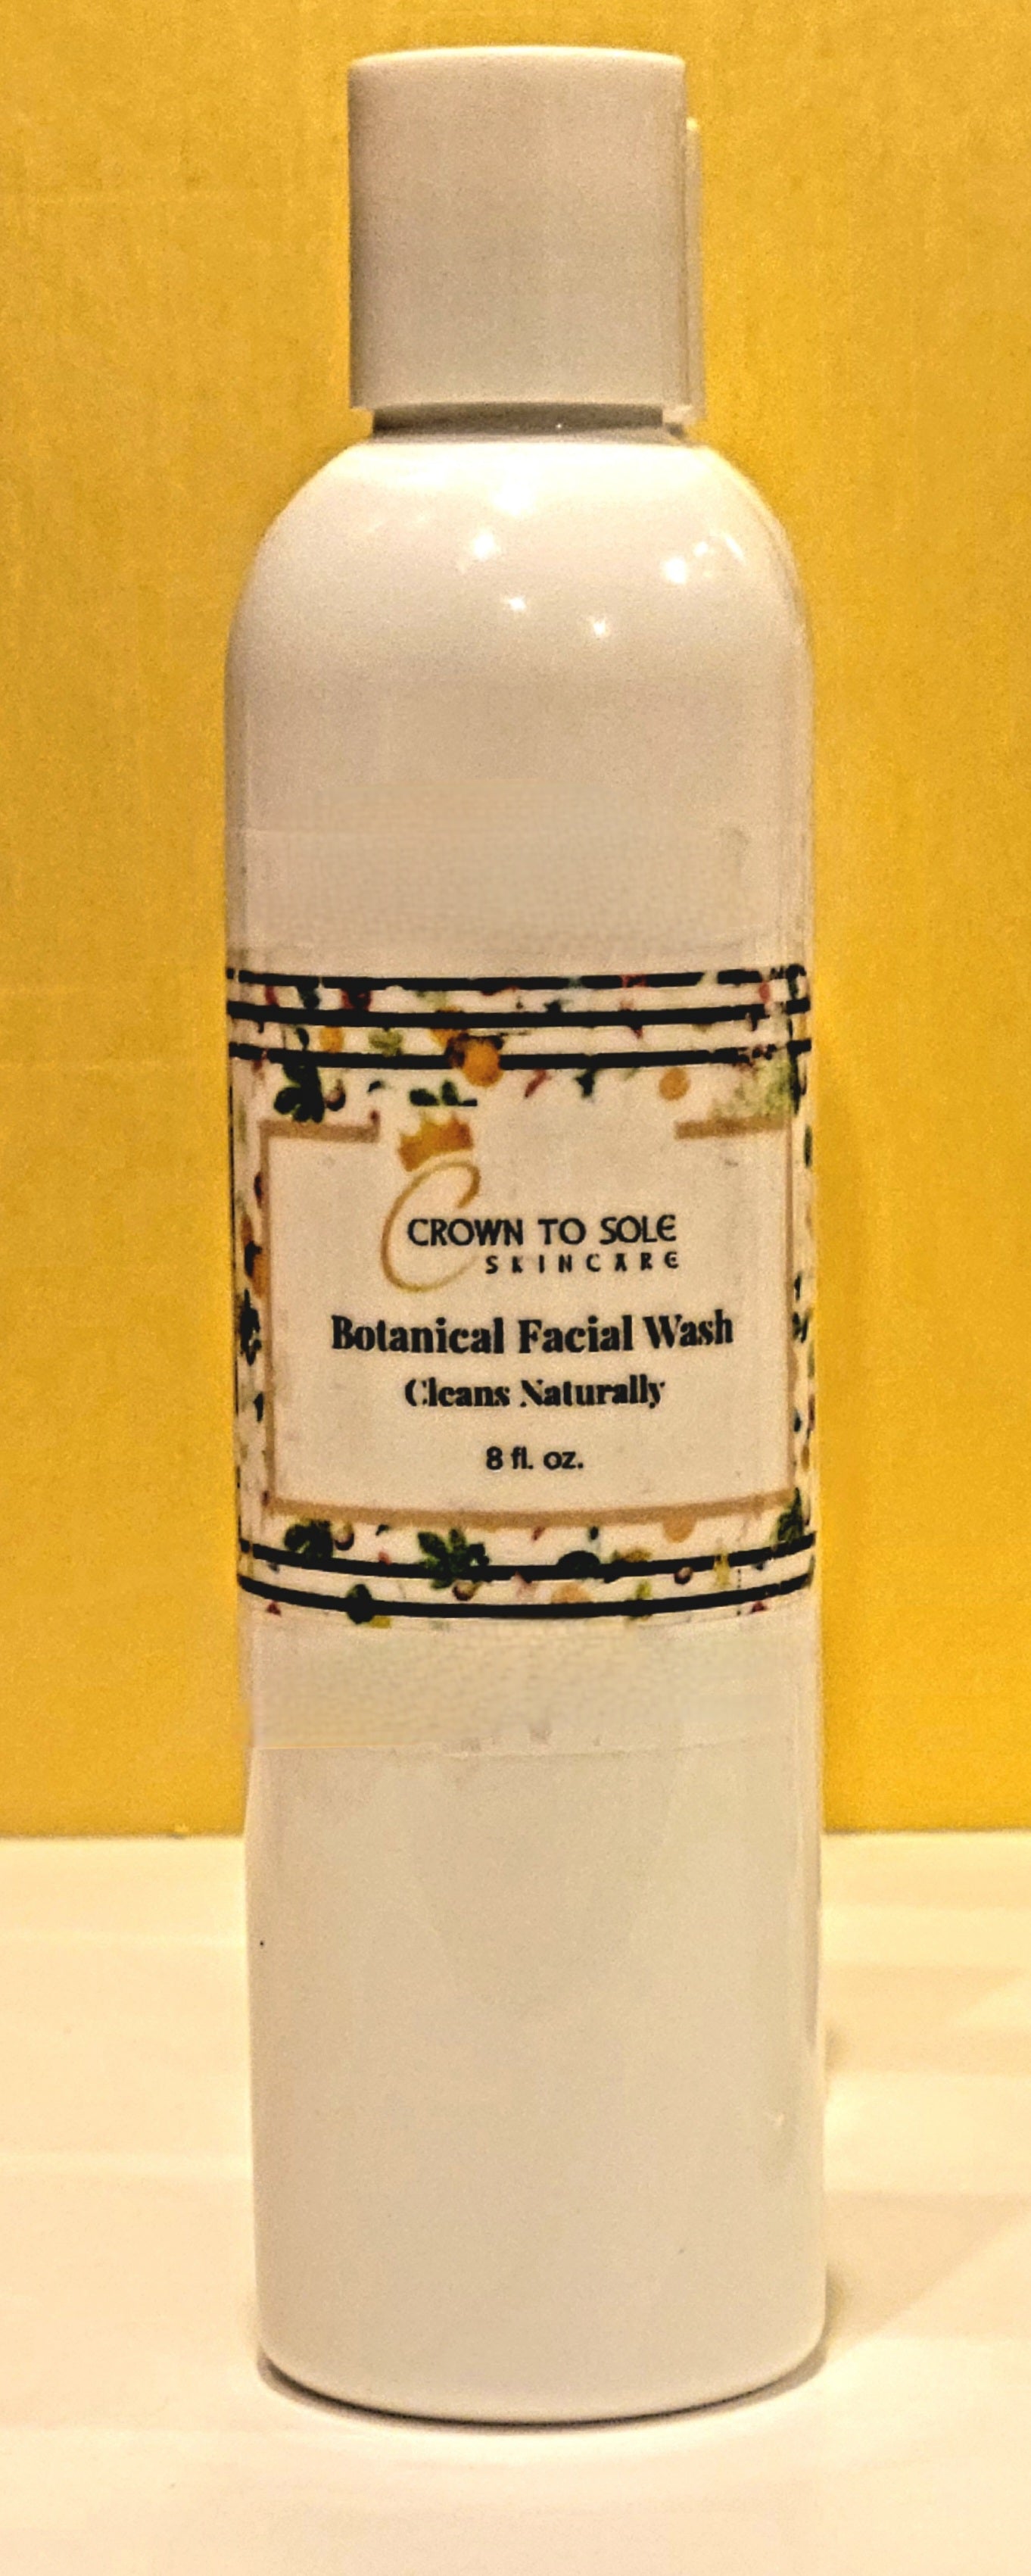 CROWN TO SOLE
SKINCARE
Botanical Facial Wash
Cleans Naturally
8 fl. oz.